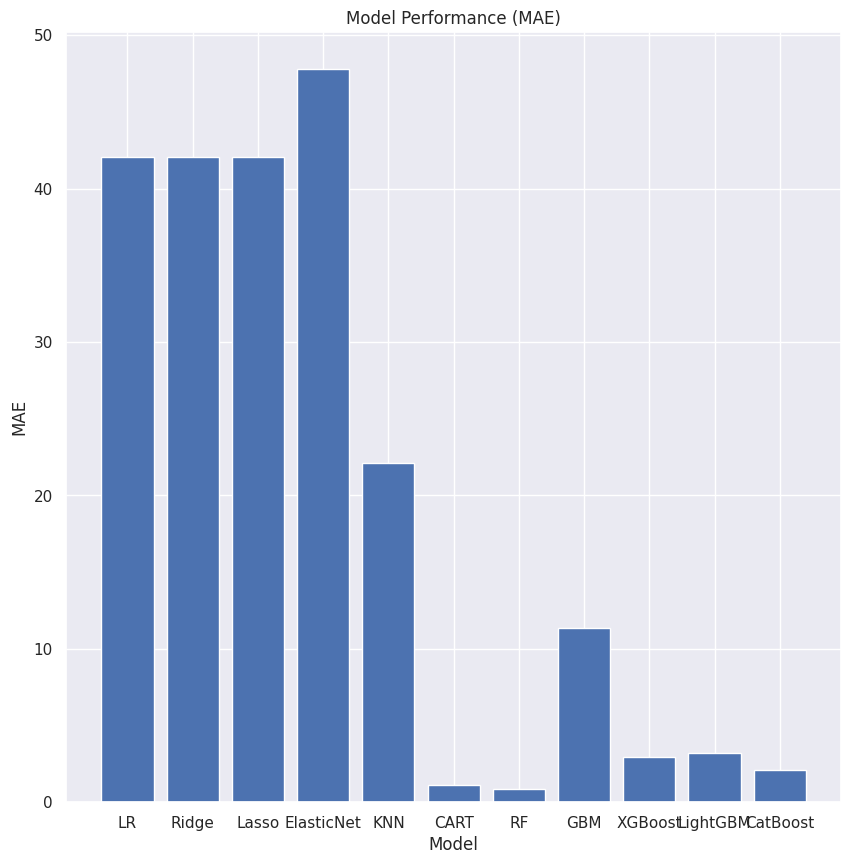 Model Performance (MAE)
50
40
30
20
10
0
MAE
LR Ridge Lasso ElasticNet KNN CART RF GBM XGBoost LightGBM CatBoost
Model